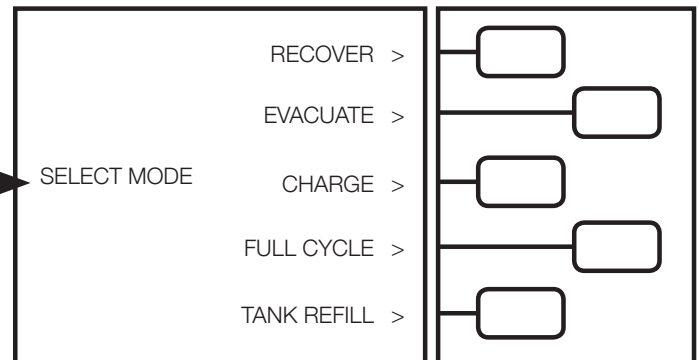 RECOVER >
EVACUATE >
SELECT MODE
CHARGE >
FULL CYCLE >
TANK REFILL >